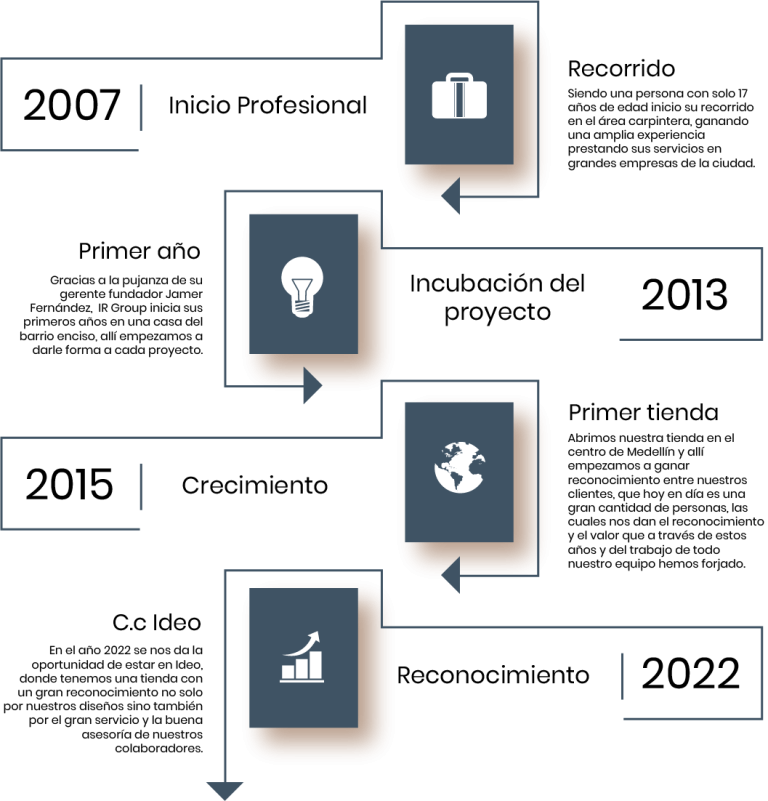 2007
Inicio Profesional
Recorrido
Siendo una persona con solo 17
años de edad inicio su recorrido
en el área carpintera, ganando
una amplia experiencia
prestando sus servicios en
grandes empresas de la ciudad.
Primer año
Gracias a la pujanza de su
gerente fundador Jamer
Fernández, IR Group inicia sus
primeros años en una casa del
barrio enciso, allí empezamos a
darle forma a cada proyecto.
Incubación del
proyecto
2013
2015
Crecimiento
Primer tienda
Abrimos nuestra tienda en el
centro de Medellín y allí
empezamos a ganar
reconocimiento entre nuestros
clientes, que hoy en día es una
gran cantidad de personas, las
cuales nos dan el reconocimiento
y el valor que a través de estos
años y del trabajo de todo
nuestro equipo hemos forjado.
C.c Ideo
En el año 2022 se nos da la
oportunidad de estar en Ideo,
donde tenemos una tienda con
un gran reconocimiento no solo
por nuestros diseños sino también
por el gran servicio y la buena
asesoría de nuestros
colaboradores.
Reconocimiento
2022